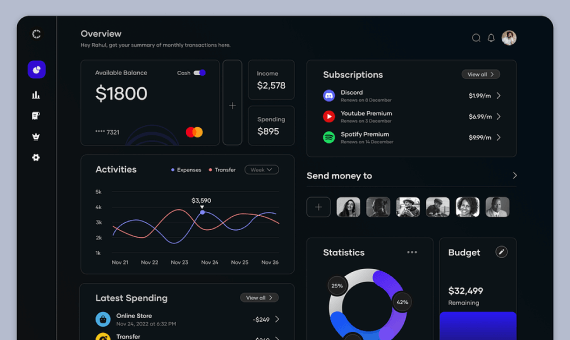 Overview
Hey Rahul, get your summary of monthly transactions here.
Available Balance
Cash
$1800
**** 7321
Income
$2,578
Spending
$895
Subscriptions
View all
Discord
Renews on 8 December
$1.99/m
Youtube Premium
Renews on 3 December
$6.99/m
Spotify Premium
Renews on 14 December
$9.99/m
Activities
Expenses
Transfer
Week
$3,590
5k
6k
3k
2k
1k
Nov 21
Nov 22
Nov 23
Nov 24
Nov 25
Nov 26
Send money to
Latest Spending
View all
Online Store
Nov 24, 2022 at 6:32 PM
-$249
Transfer
Statistics
25%
42%
Budget
$32,499
Remaining